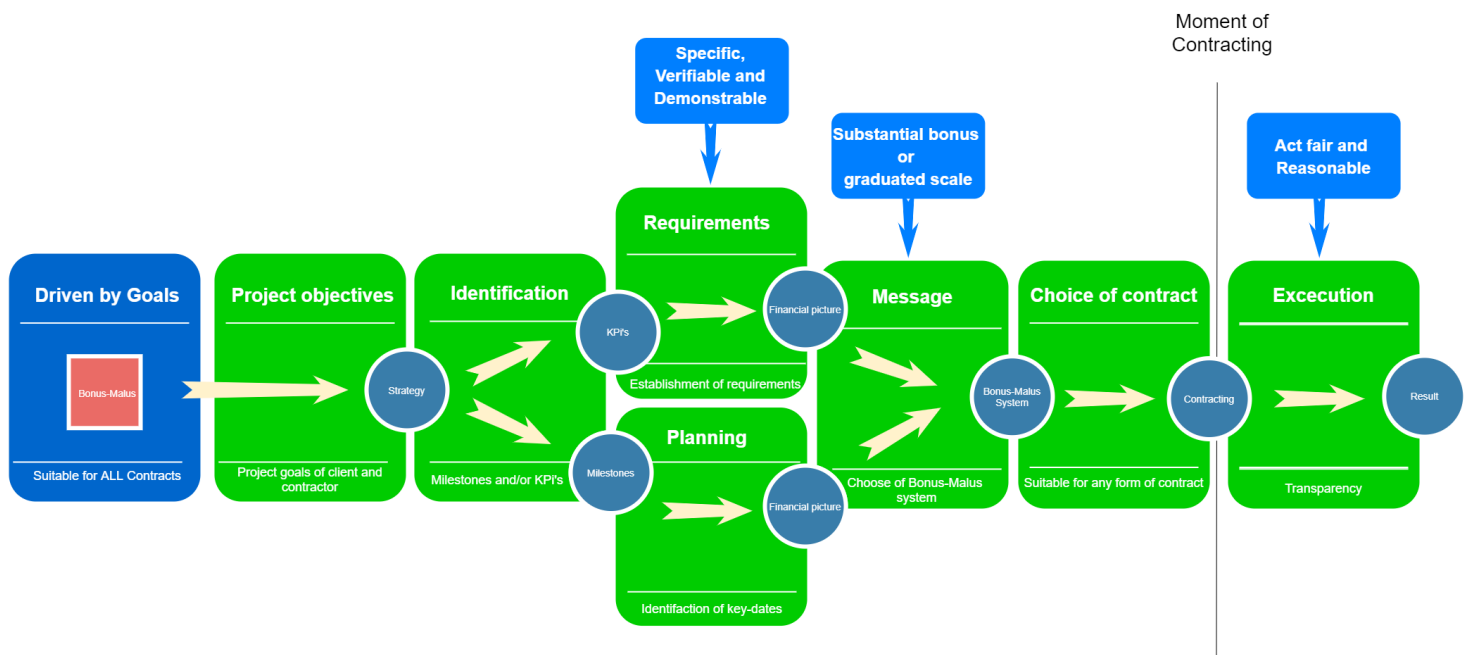 Moment of
Contracting
Specific,
Verifiable and
Demonstrable
Substantial bonus
or
graduated scale
Act fair and
Reasonable
Driven by Goals
Bonus-Malus
Suitable for ALL Contracts
Project objectives
Strategy
Project goals of client and
contractor
Identification
KPi's
Milestones
Milestones and/or KPI's
Requirements
Financial picture
Establishment of requirements
Planning
Financial picture
Identifaction of key-dates
Message
Bonus-Malus
System
Choose of Bonus-Malus
system
Choice of contract
Contracting
Suitable for any form of contract
Excecution
Result
Transparency